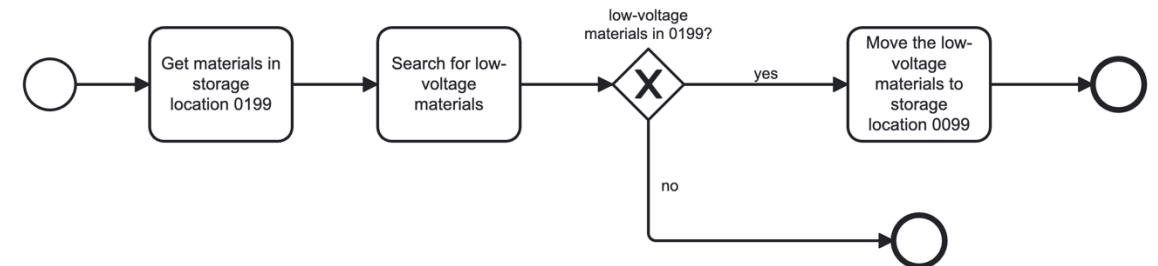 Get materials in
storage
location 0199
Search for low-
voltage
materials
low-voltage
materials in 0199?
yes
Move the low-
voltage
materials to
storage
location 0099
no